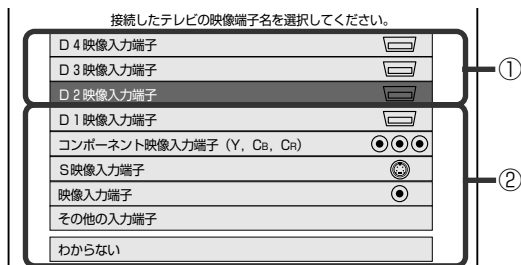 接続したテレビの映像端子名を選択してください。
D4映像入力端子
①
D3映像入力端子
D2映像入力端子
D1映像入力端子
コンポーネント映像入力端子（Y, CB, CR）
S映像入力端子
②
映像入力端子
その他の入力端子
わからない